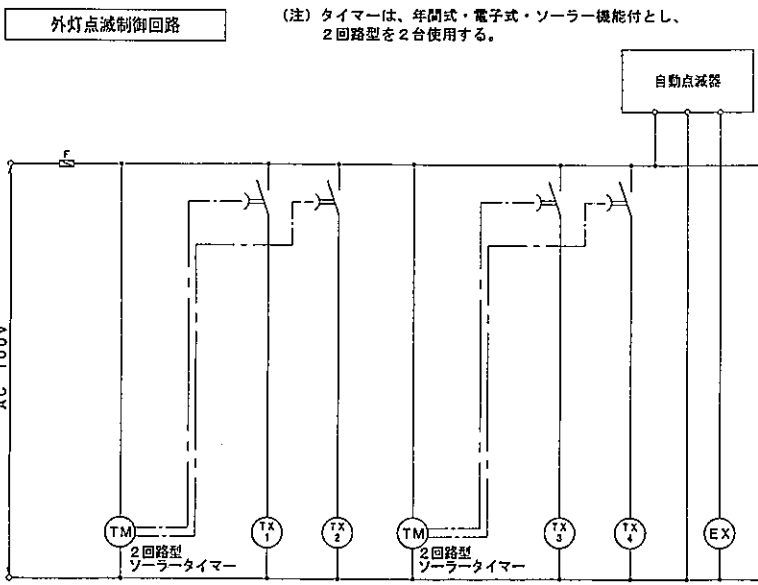 外灯点滅制御回路
(注) タイマーは、年間式・電子式・ソーラー機能付とし、
2回路型を2台使用する。
自動点滅器
F
AC 100V
TM
TX
1
TX
2
TM
TX
3
TX
4
EX
2回路型
ソーラータイマー
2回路型
ソーラータイマー